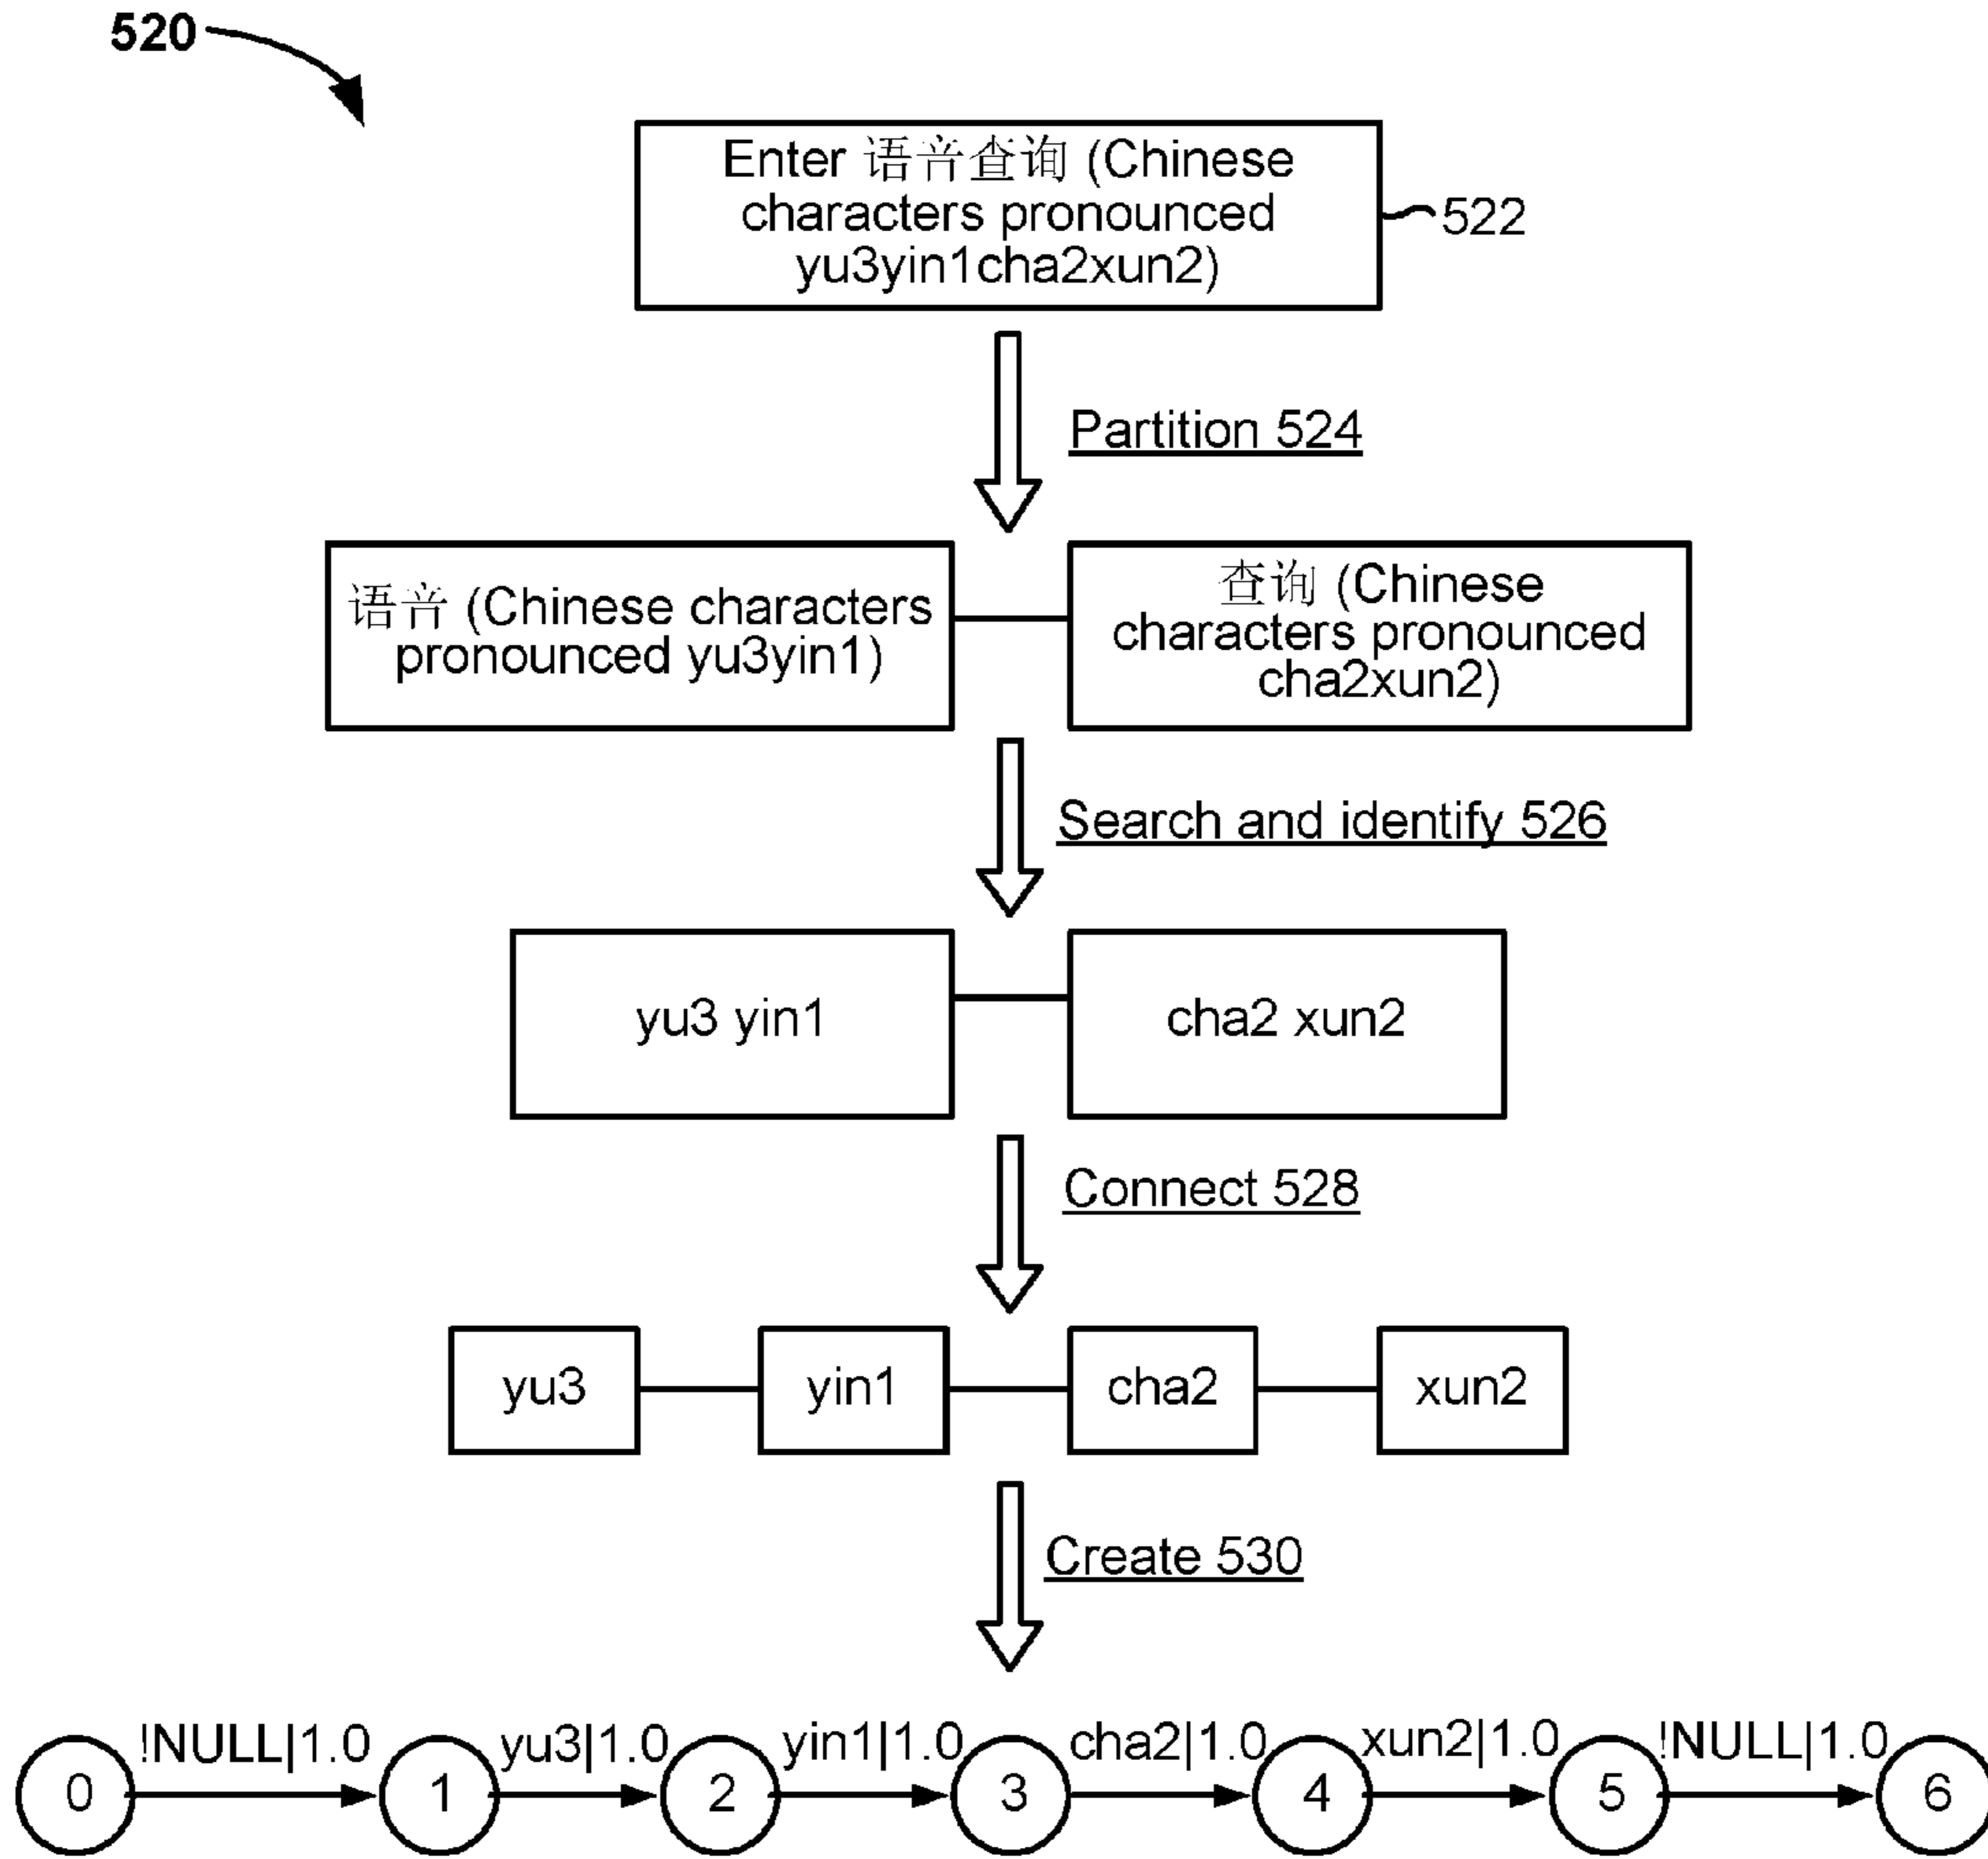 520
Enter 语音查询 (Chinese
characters pronounced
yu3yin1cha2xun2)
522
Partition 524
语音 (Chinese characters
pronounced yu3yin1)
查询 (Chinese
characters pronounced
cha2xun2)
Search and identify 526
yu3 yin1
cha2 xun2
Connect 528
yu3
yin1
cha2
xun2
Create 530
!NULL|1.0
yu3|1.0
yin1|1.0
cha2|1.0
xun2|1.0
!NULL|1.0
0
1
2
3
4
5
6